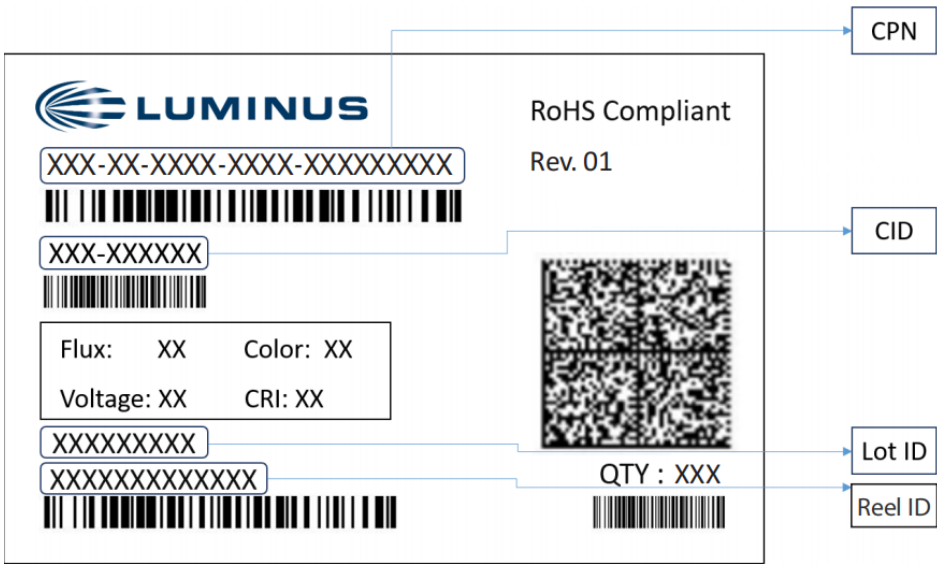 CPN
LUMINUS
RoHS Compliant
XXX-XX-XXXX-XXXX-XXXXXXXXX
Rev. 01
XXX-XXXXXX
CID
Flux: XX Color: XX
Voltage: XX CRI: XX
XXXXXXXXX
Lot ID
XXXXXXXXXXXXX
QTY : XXX
Reel ID